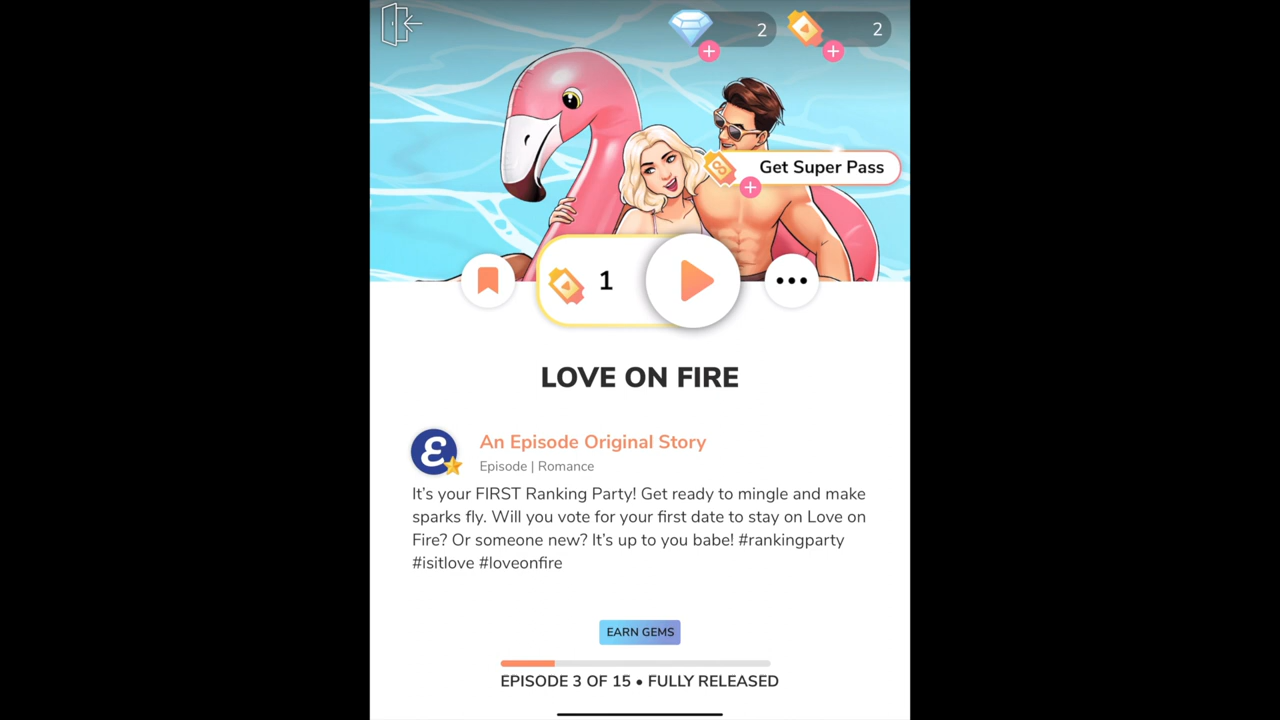 2
2
Get Super Pass
1
LOVE ON FIRE
An Episode Original Story
Episode | Romance
It's your FIRST Ranking Party! Get ready to mingle and make
sparks fly. Will you vote for your first date to stay on Love on
Fire? Or someone new? It's up to you babe! #rankingparty
#isitlove #loveonfire
EARN GEMS
EPISODE 3 OF 15 • FULLY RELEASED